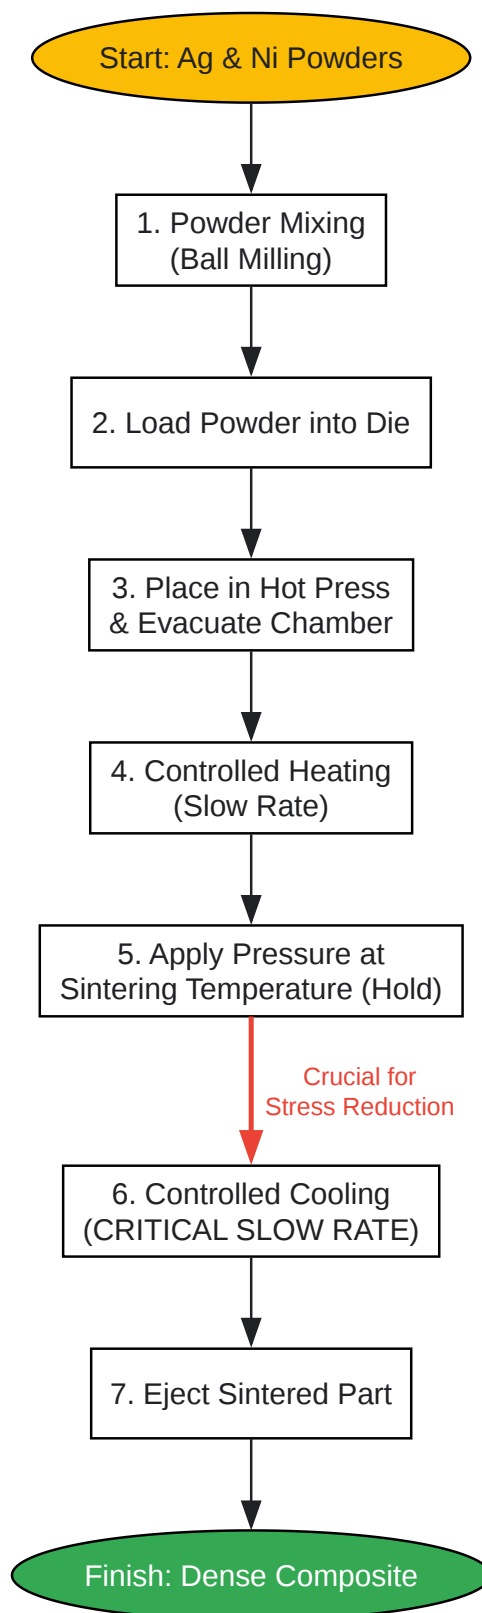 Start: Ag & Ni Powders
1. Powder Mixing
(Ball Milling)
2. Load Powder into Die
3. Place in Hot Press
& Evacuate Chamber
4. Controlled Heating
(Slow Rate)
5. Apply Pressure at
Sintering Temperature (Hold)
Crucial for
Stress Reduction
6. Controlled Cooling
(CRITICAL SLOW RATE)
7. Eject Sintered Part
Finish: Dense Composite